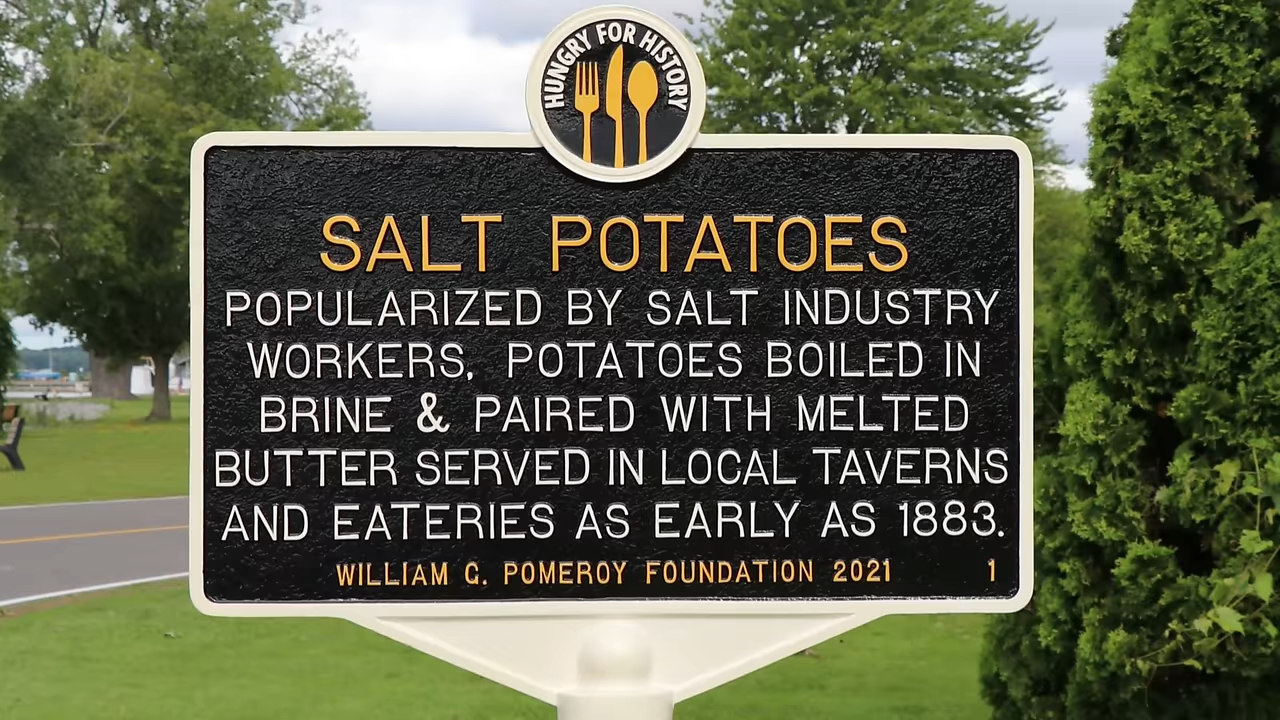 HUNGRY FOR HISTORY
SALT POTATOES
POPULARIZED BY SALT INDUSTRY
WORKERS, POTATOES BOILED IN
BRINE & PAIRED WITH MELTED
BUTTER SERVED IN LOCAL TAVERNS
AND EATERIES AS EARLY AS 1883.
WILLIAM G. POMEROY FOUNDATION 2021 1